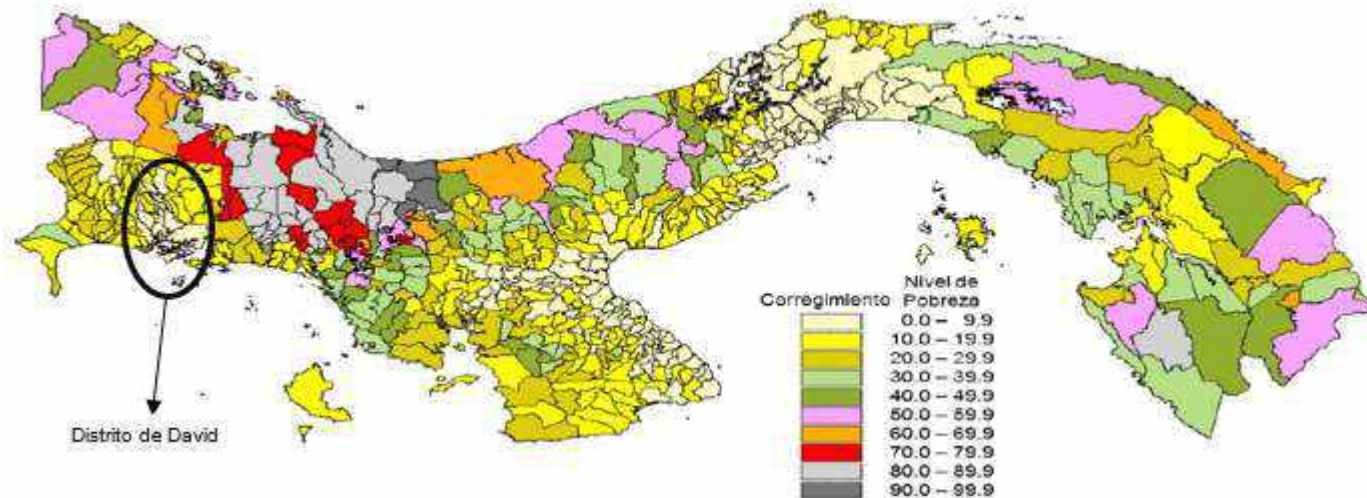 Distrito de David
Nivel de
Corregimiento Pobreza
0.0 – 9.9
10.0 – 19.9
20.0 – 29.9
30.0 – 39.9
40.0 – 49.9
50.0 – 59.9
60.0 – 69.9
70.0 – 79.9
80.0 – 89.9
90.0 – 99.9